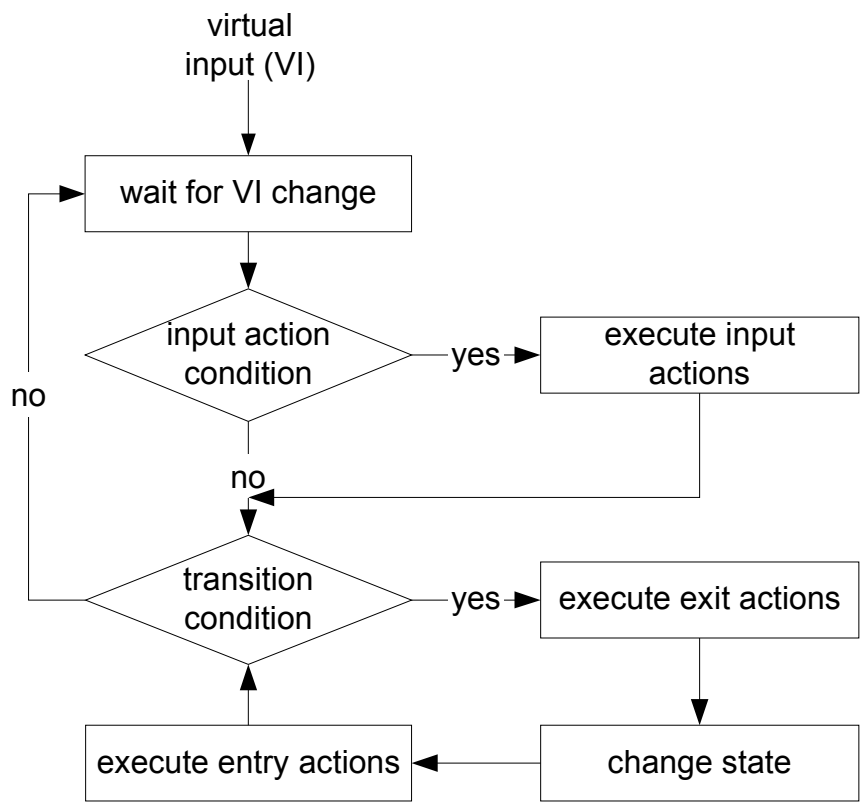 virtual
input (VI)
wait for VI change
input action
condition
yes
execute input
actions
no
no
transition
condition
yes
execute exit actions
execute entry actions
change state